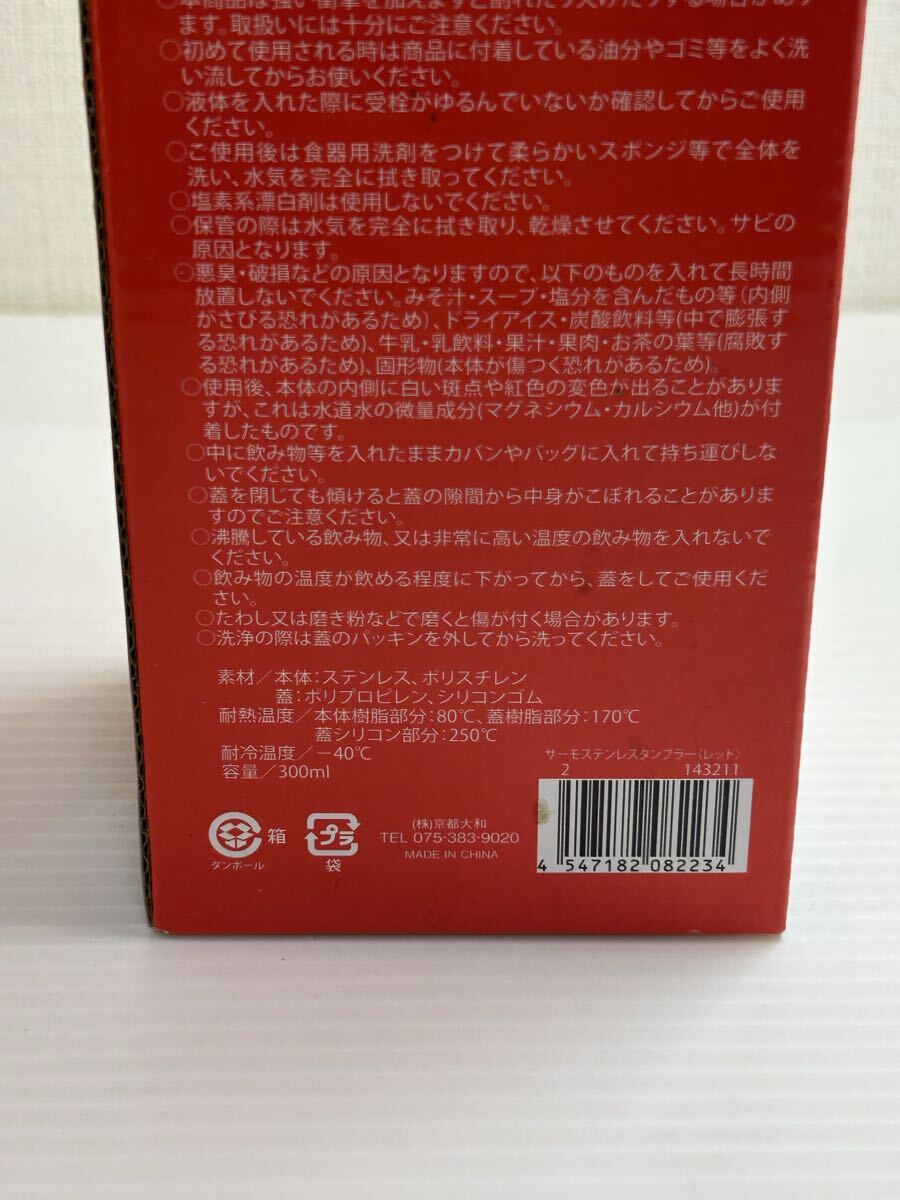 ○本商品は強い衝撃を加えますと割れたり欠けたりする場合があり
ます。取扱いには十分にご注意ください。
○初めて使用される時は商品に付着している油分やゴミ等をよく洗
い流してからお使いください。
○液体を入れた際に受栓がゆるんでいないか確認してからご使用
ください。
○ご使用後は食器用洗剤をつけて柔らかいスポンジ等で全体を
洗い、水気を完全に拭き取ってください。
○塩素系漂白剤は使用しないでください。
○保管の際は水気を完全に拭き取り、乾燥させてください。サビの
原因となります。
○悪臭・破損などの原因となりますので、以下のものを入れて長時間
放置しないでください。みそ汁・スープ・塩分を含んだもの等(内側
がさびる恐れがあるため)、ドライアイス・炭酸飲料等(中で膨張する
恐れがあるため)、牛乳・乳飲料・果汁・果肉・お茶の葉等(腐敗す
る恐れがあるため)、固形物(本体が傷つく恐れがあるため)。
○使用後、本体の内側に白い斑点や紅色の変色が出ることがありま
すが、これは水道水の微量成分(マグネシウム・カルシウム他)が付
着したものです。
○中に飲み物等を入れたままカバンやバッグに入れて持ち運びしな
いでください。
○蓋を閉じても傾けると蓋の隙間から中身がこぼれることがありま
すのでご注意ください。
○沸騰している飲み物、又は非常に高い温度の飲み物を入れないで
ください。
○飲み物の温度が飲める程度に下がってから、蓋をしてご使用くだ
さい。
○たわし又は磨き粉などで磨くと傷が付く場合があります。
○洗浄の際は蓋のパッキンを外してから洗ってください。
素材／本体:ステンレス、ポリスチレン
蓋:ポリプロピレン、シリコンゴム
耐熱温度／本体樹脂部分:80℃、蓋樹脂部分:170℃
蓋シリコン部分:250℃
耐冷温度／−40℃
容量／300ml
サーモステンレスタンブラー(レッド)
2 143211
4 547182 082234
箱
ダンボール
プラ
袋
(株)京都大和
TEL 075-383-9020
MADE IN CHINA